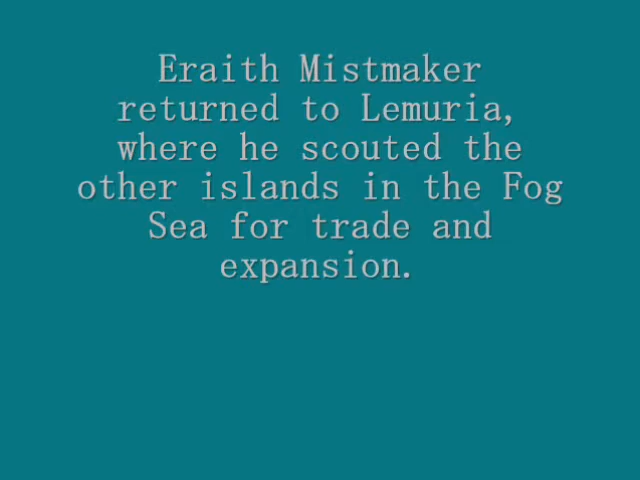 Eraith Mistmaker
returned to Lemuria,
where he scouted the
other islands in the Fog
Sea for trade and
expansion.